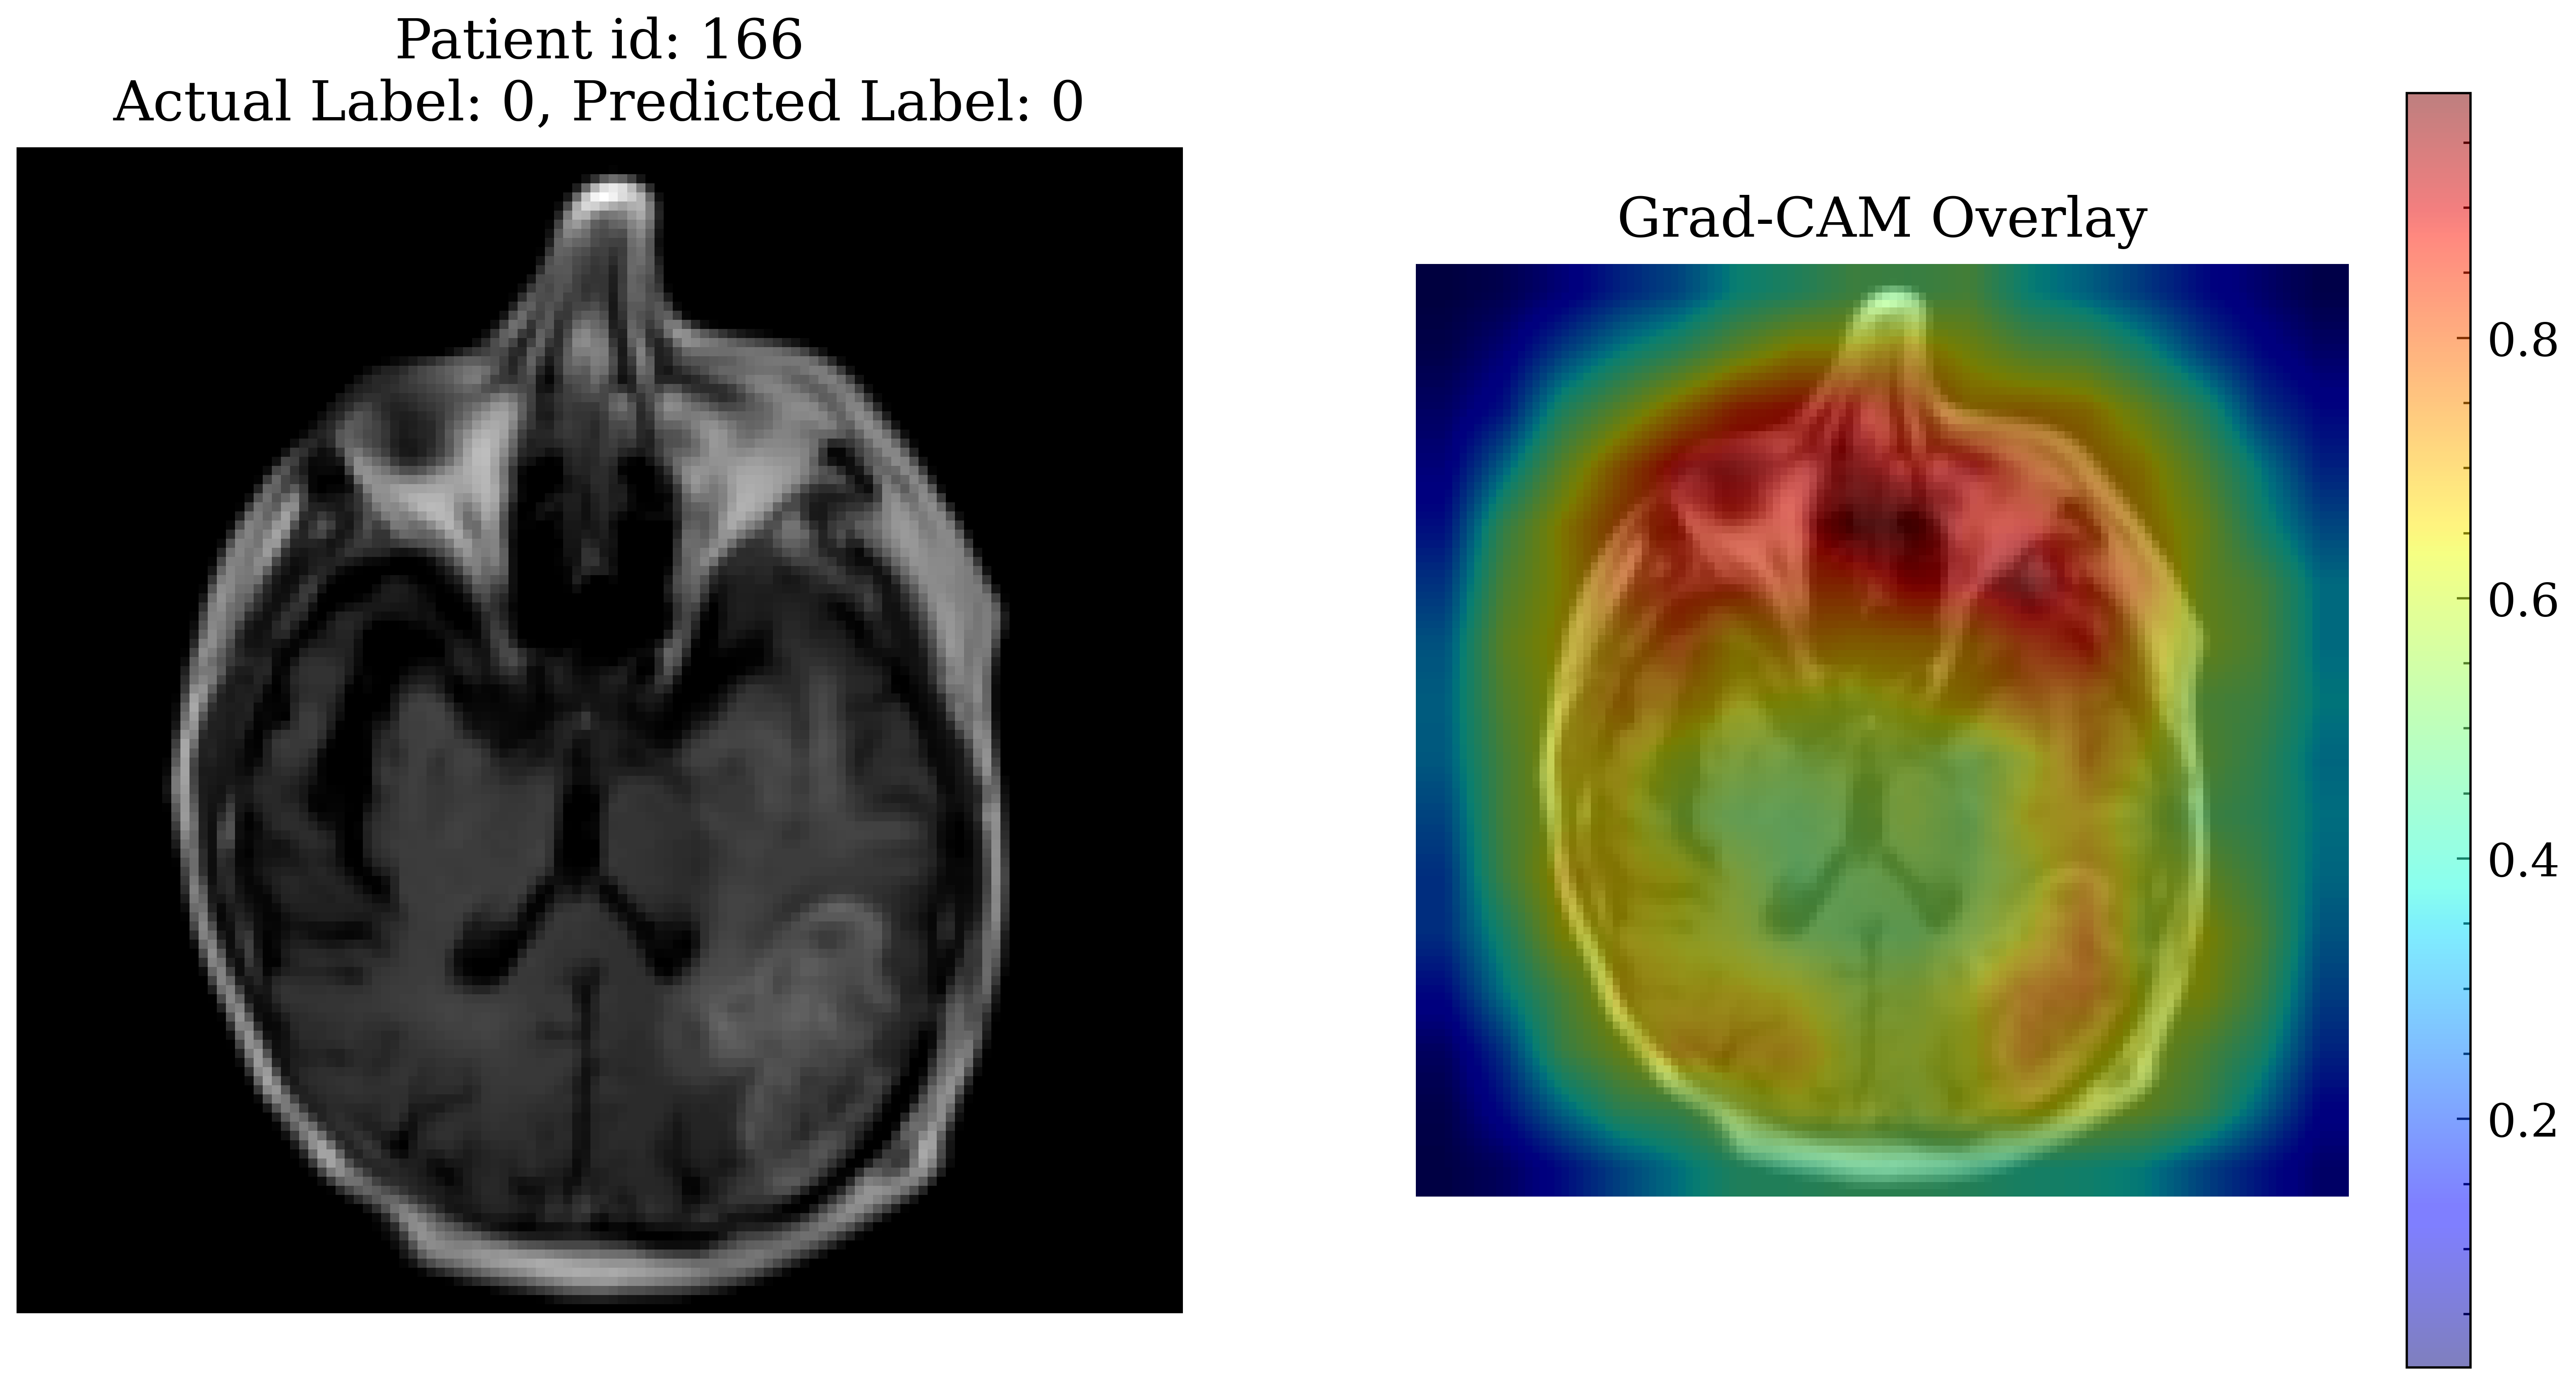 Patient id: 166
Actual Label: 0, Predicted Label: 0
Grad-CAM Overlay
0.8
0.6
0.4
0.2